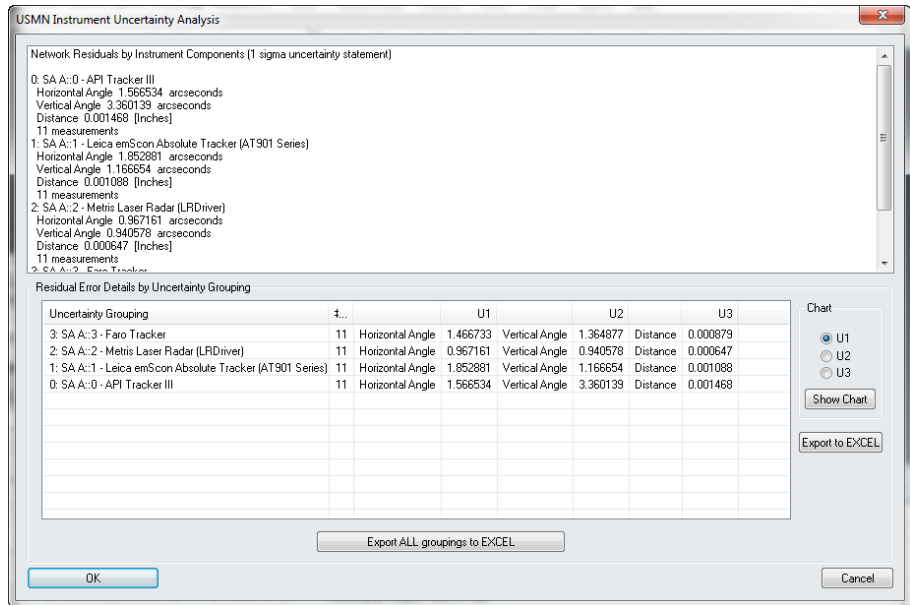 USMN Instrument Uncertainty Analysis
Network Residuals by Instrument Components (1 sigma uncertainty statement)
0: SA A::0 - API Tracker III
Horizontal Angle 1.566534 arcseconds
Vertical Angle 3.360139 arcseconds
Distance 0.001468 [Inches]
11 measurements
1: SA A::1 - Leica emScon Absolute Tracker (AT901 Series)
Horizontal Angle 1.852881 arcseconds
Vertical Angle 1.166654 arcseconds
Distance 0.001088 [Inches]
11 measurements
2: SA A::2 - Metris Laser Radar (LRDriver)
Horizontal Angle 0.967161 arcseconds
Vertical Angle 0.940578 arcseconds
Distance 0.000647 [Inches]
11 measurements
3: SA A::3 - Faro Tracker
Residual Error Details by Uncertainty Grouping
Uncertainty Grouping ‡... U1 U2 U3
3: SA A::3 - Faro Tracker 11 Horizontal Angle 1.466733 Vertical Angle 1.364877 Distance 0.000879
2: SA A::2 - Metris Laser Radar (LRDriver) 11 Horizontal Angle 0.967161 Vertical Angle 0.940578 Distance 0.000647
1: SA A::1 - Leica emScon Absolute Tracker (AT901 Series) 11 Horizontal Angle 1.852881 Vertical Angle 1.166654 Distance 0.001088
0: SA A::0 - API Tracker III 11 Horizontal Angle 1.566534 Vertical Angle 3.360139 Distance 0.001468
Chart
U1
U2
U3
Show Chart
Export to EXCEL
Export ALL groupings to EXCEL
OK
Cancel